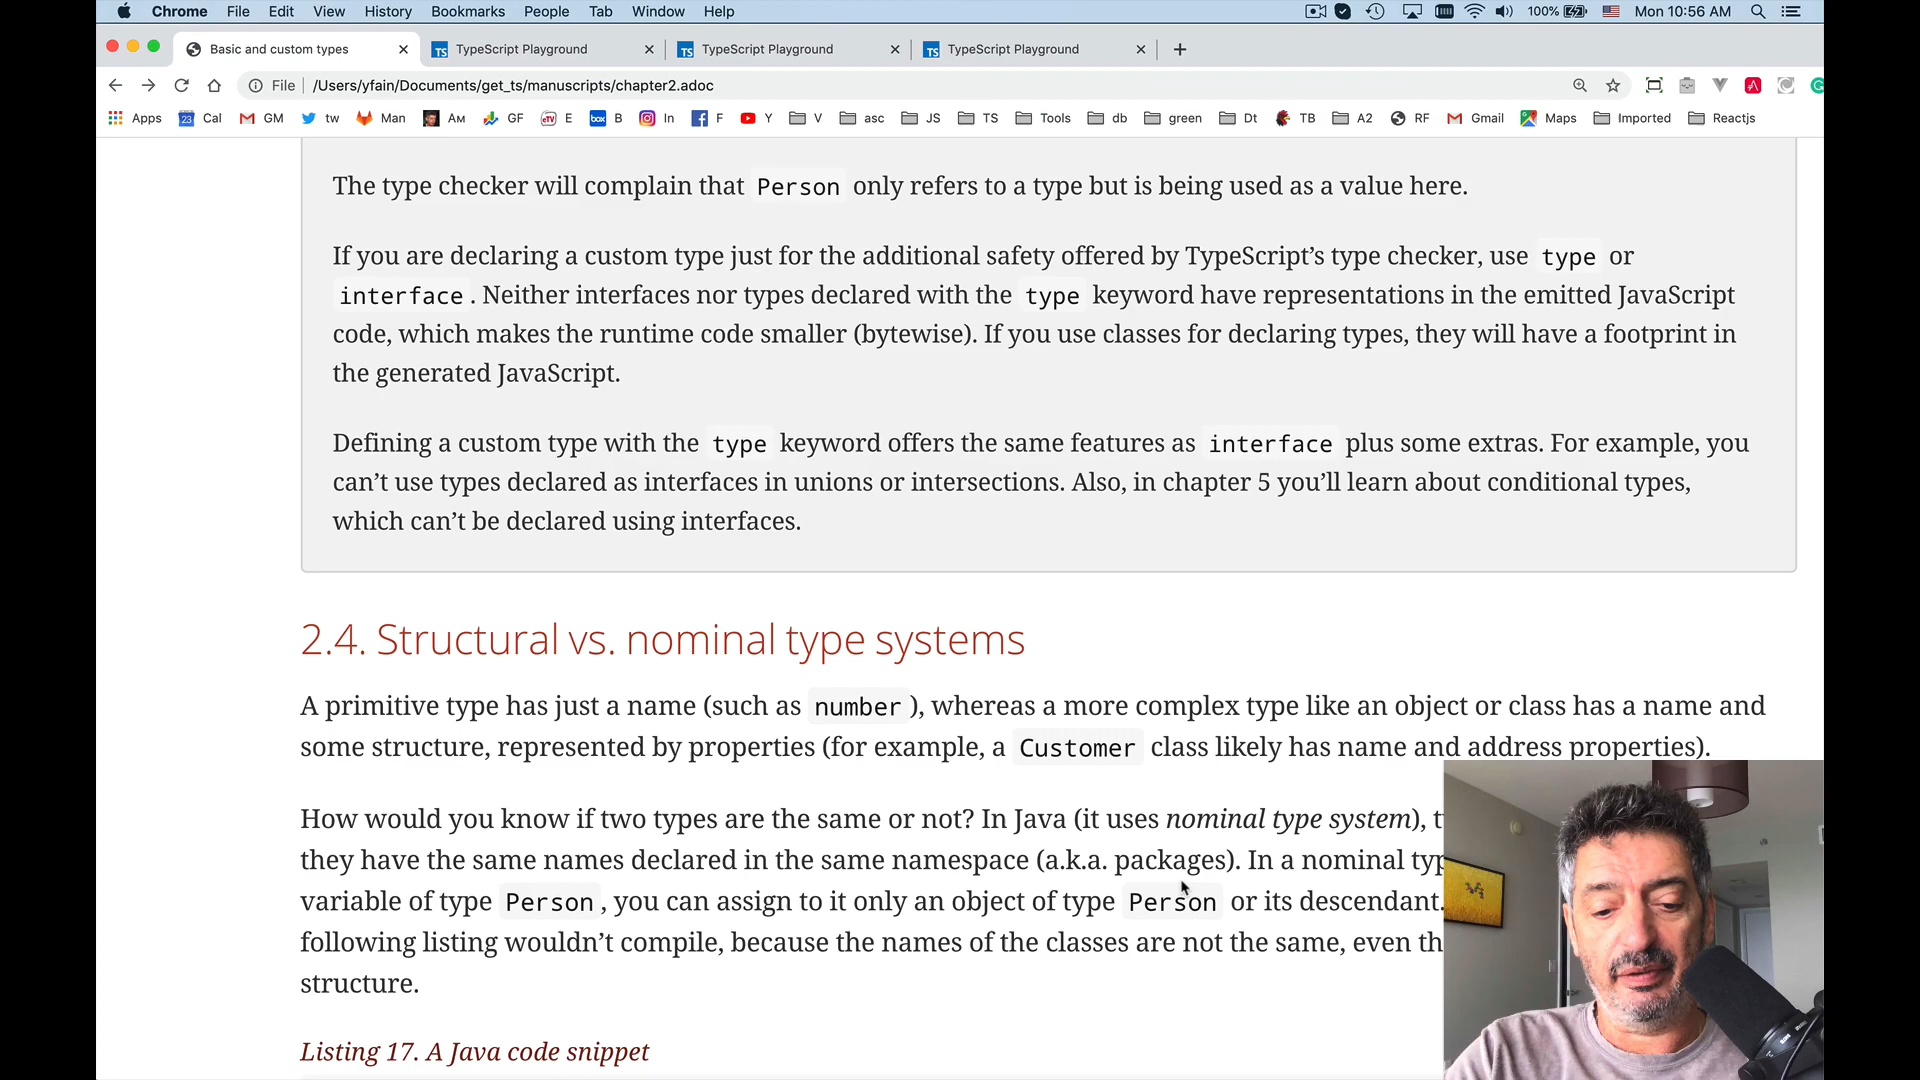 Chrome File Edit View History Bookmarks People Tab Window Help 100% Mon 10:56 AM
Basic and custom types TypeScript Playground TypeScript Playground TypeScript Playground
File /Users/yfain/Documents/get_ts/manuscripts/chapter2.adoc
Apps Cal GM tw Man Ам GF E B In F Y V asc JS TS Tools db green Dt TB A2 RF Gmail Maps Imported Reactjs
The type checker will complain that Person only refers to a type but is being used as a value here.
If you are declaring a custom type just for the additional safety offered by TypeScript’s type checker, use type or
interface. Neither interfaces nor types declared with the type keyword have representations in the emitted JavaScript
code, which makes the runtime code smaller (bytewise). If you use classes for declaring types, they will have a footprint in
the generated JavaScript.
Defining a custom type with the type keyword offers the same features as interface plus some extras. For example, you
can’t use types declared as interfaces in unions or intersections. Also, in chapter 5 you’ll learn about conditional types,
which can’t be declared using interfaces.
2.4. Structural vs. nominal type systems
A primitive type has just a name (such as number), whereas a more complex type like an object or class has a name and
some structure, represented by properties (for example, a Customer class likely has name and address properties).
How would you know if two types are the same or not? In Java (it uses nominal type system),
they have the same names declared in the same namespace (a.k.a. packages). In a nominal
variable of type Person, you can assign to it only an object of type Person or its descendant.
following listing wouldn’t compile, because the names of the classes are not the same, even
structure.
Listing 17. A Java code snippet